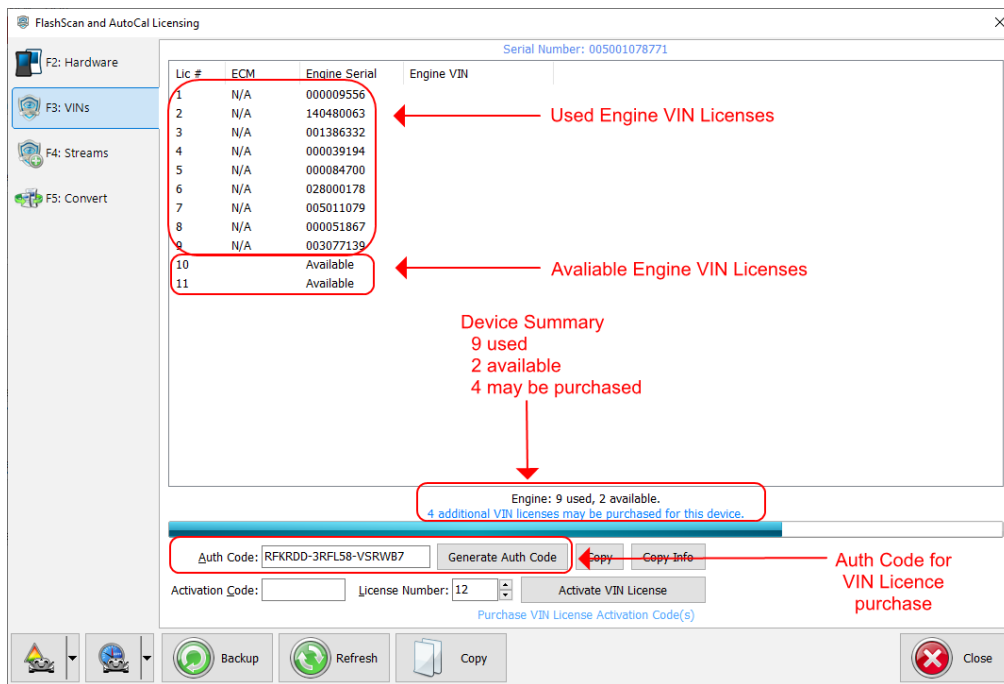 FlashScan and AutoCal Licensing
F2: Hardware
F3: VINs
F4: Streams
F5: Convert
Serial Number: 005001078771
Lic # ECM Engine Serial Engine VIN
1 N/A 000009556
2 N/A 140480063
3 N/A 001386332
4 N/A 000039194
5 N/A 000084700
6 N/A 028000178
7 N/A 005011079
8 N/A 000051867
9 N/A 003077139
10 Available
11 Available
Used Engine VIN Licenses
Avaliable Engine VIN Licenses
Device Summary
9 used
2 available
4 may be purchased
Engine: 9 used, 2 available.
4 additional VIN licenses may be purchased for this device.
Auth Code: RFKRDD-3RFL58-VSRWB7 Generate Auth Code Copy Copy Info
Auth Code for
VIN Licence
purchase
Activation Code: License Number: 12 Activate VIN License
Purchase VIN License Activation Code(s)
Backup Refresh Copy Close